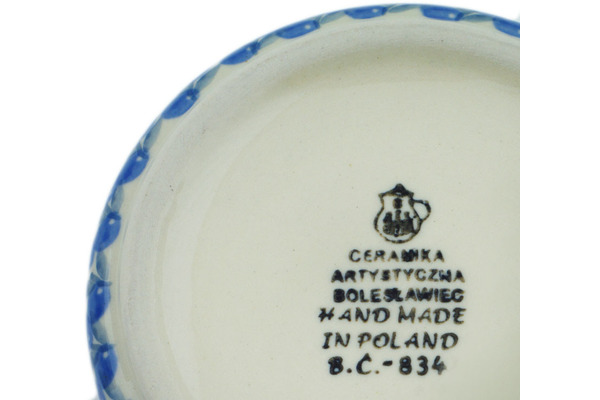 CERAMIKA
ARTYSTYCZNA
BOLESŁAWIEC
HAND MADE
IN POLAND
B.Ć.-834